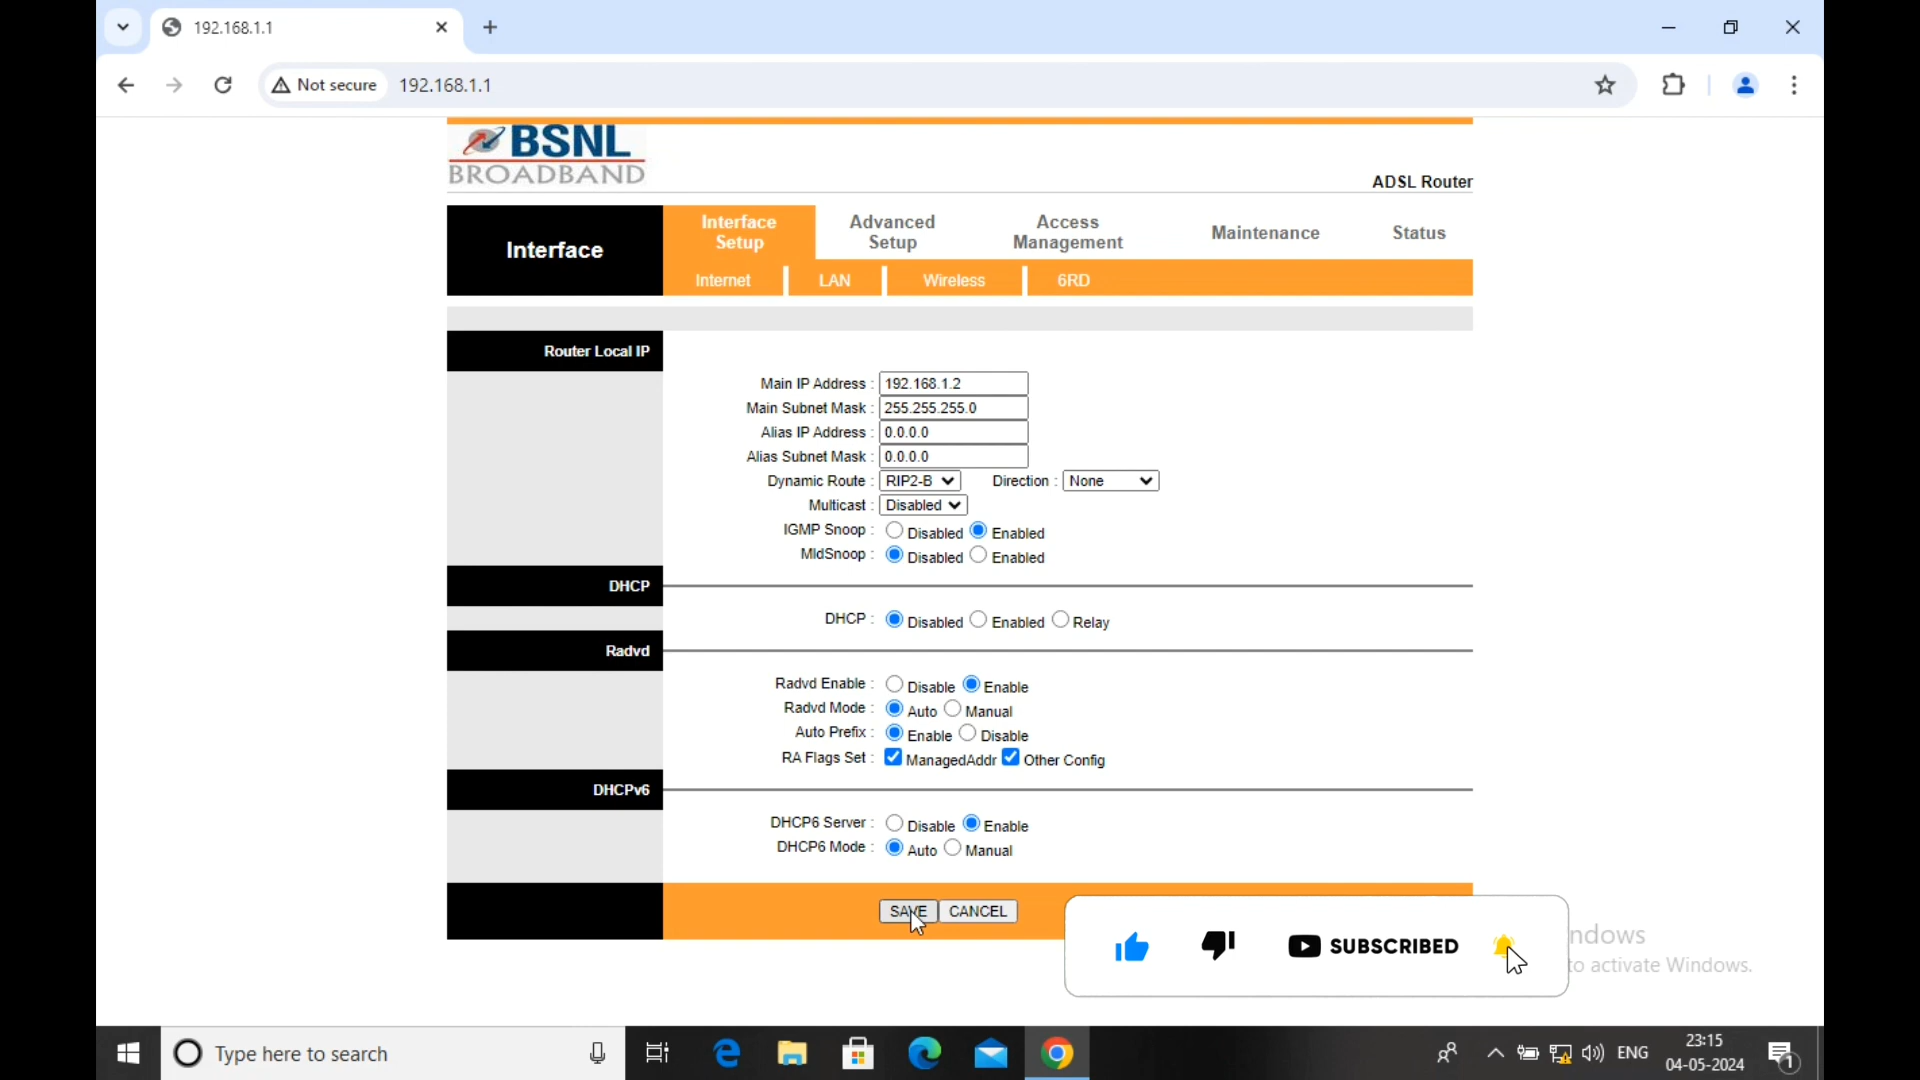 192.168.1.1
Not secure
192.168.1.1
BSNL
BROADBAND
ADSL Router
Interface
Interface Setup
Advanced Setup
Access Management
Maintenance
Status
Internet
LAN
Wireless
6RD
Router Local IP
Main IP Address : 192.168.1.2
Main Subnet Mask : 255.255.255.0
Alias IP Address : 0.0.0.0
Alias Subnet Mask : 0.0.0.0
Dynamic Route : RIP2-B Direction : None
Multicast : Disabled
IGMP Snoop : Disabled Enabled
MldSnoop : Disabled Enabled
DHCP
DHCP : Disabled Enabled Relay
Radvd
Radvd Enable : Disable Enable
Radvd Mode : Auto Manual
Auto Prefix : Enable Disable
RA Flags Set : ManagedAddr Other Config
DHCPv6
DHCP6 Server : Disable Enable
DHCP6 Mode : Auto Manual
SAVE CANCEL
SUBSCRIBED
ndows
to activate Windows.
Type here to search
ENG
23:15
04-05-2024
1